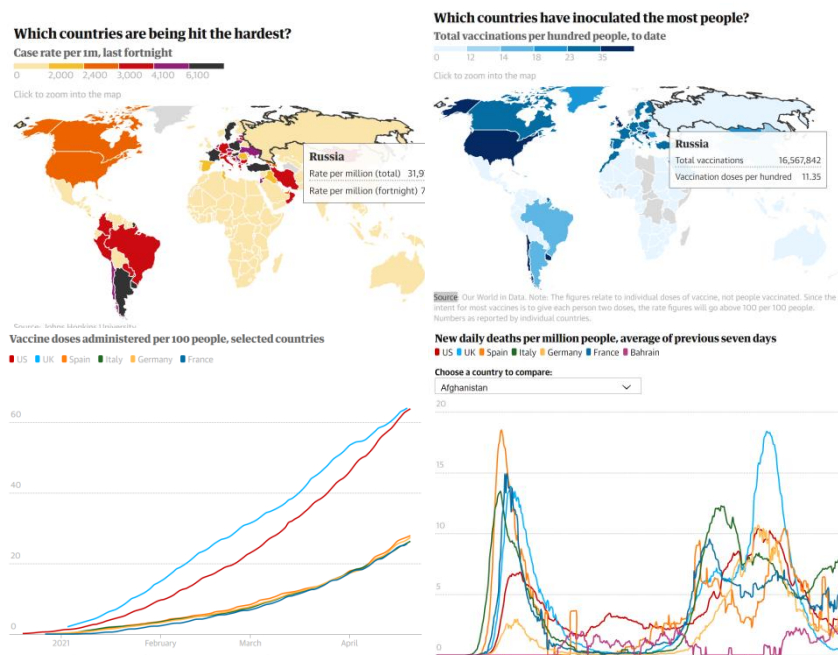 Which countries are being hit the hardest?
Case rate per 1m, last fortnight
0 2,000 2,400 3,000 4,100 6,100
Click to zoom into the map
Russia
Rate per million (total) 31,9
Rate per million (fortnight) 7
Source: Johns Hopkins University
Which countries have inoculated the most people?
Total vaccinations per hundred people, to date
0 12 14 18 23 35
Click to zoom into the map
Russia
Total vaccinations 16,567,842
Vaccination doses per hundred 11.35
Source: Our World in Data. Note: The figures relate to individual doses of vaccine, not people vaccinated. Since the
intent for most vaccines is to give each person two doses, the rate figures will go above 100 per 100 people.
Numbers as reported by individual countries.
Vaccine doses administered per 100 people, selected countries
US UK Spain Italy Germany France
60
40
20
0
2021 February March April
New daily deaths per million people, average of previous seven days
US UK Spain Italy Germany France Bahrain
Choose a country to compare:
Afghanistan
20
15
10
5
0